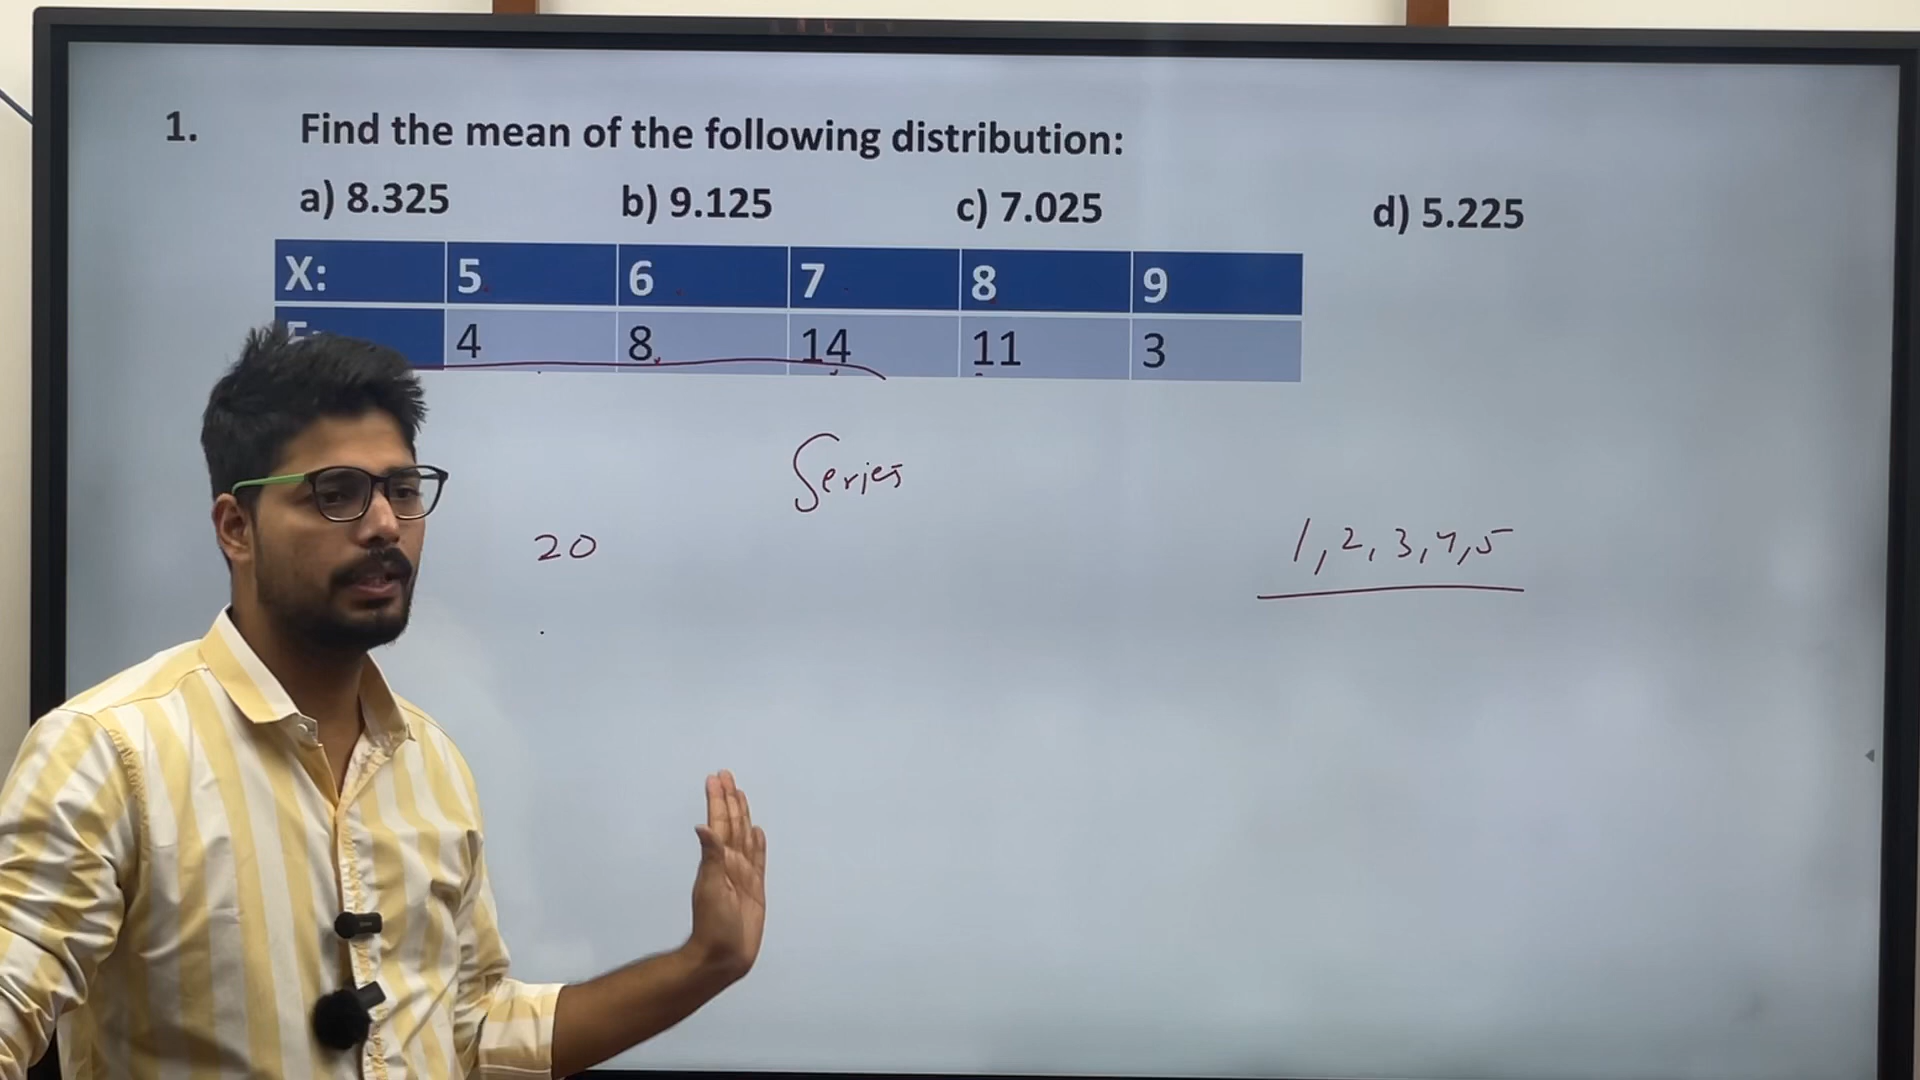 1. Find the mean of the following distribution:
a) 8.325 b) 9.125 c) 7.025 d) 5.225
X: 5 6 7 8 9
4 8 14 11 3
Series
20
1, 2, 3, 4, 5